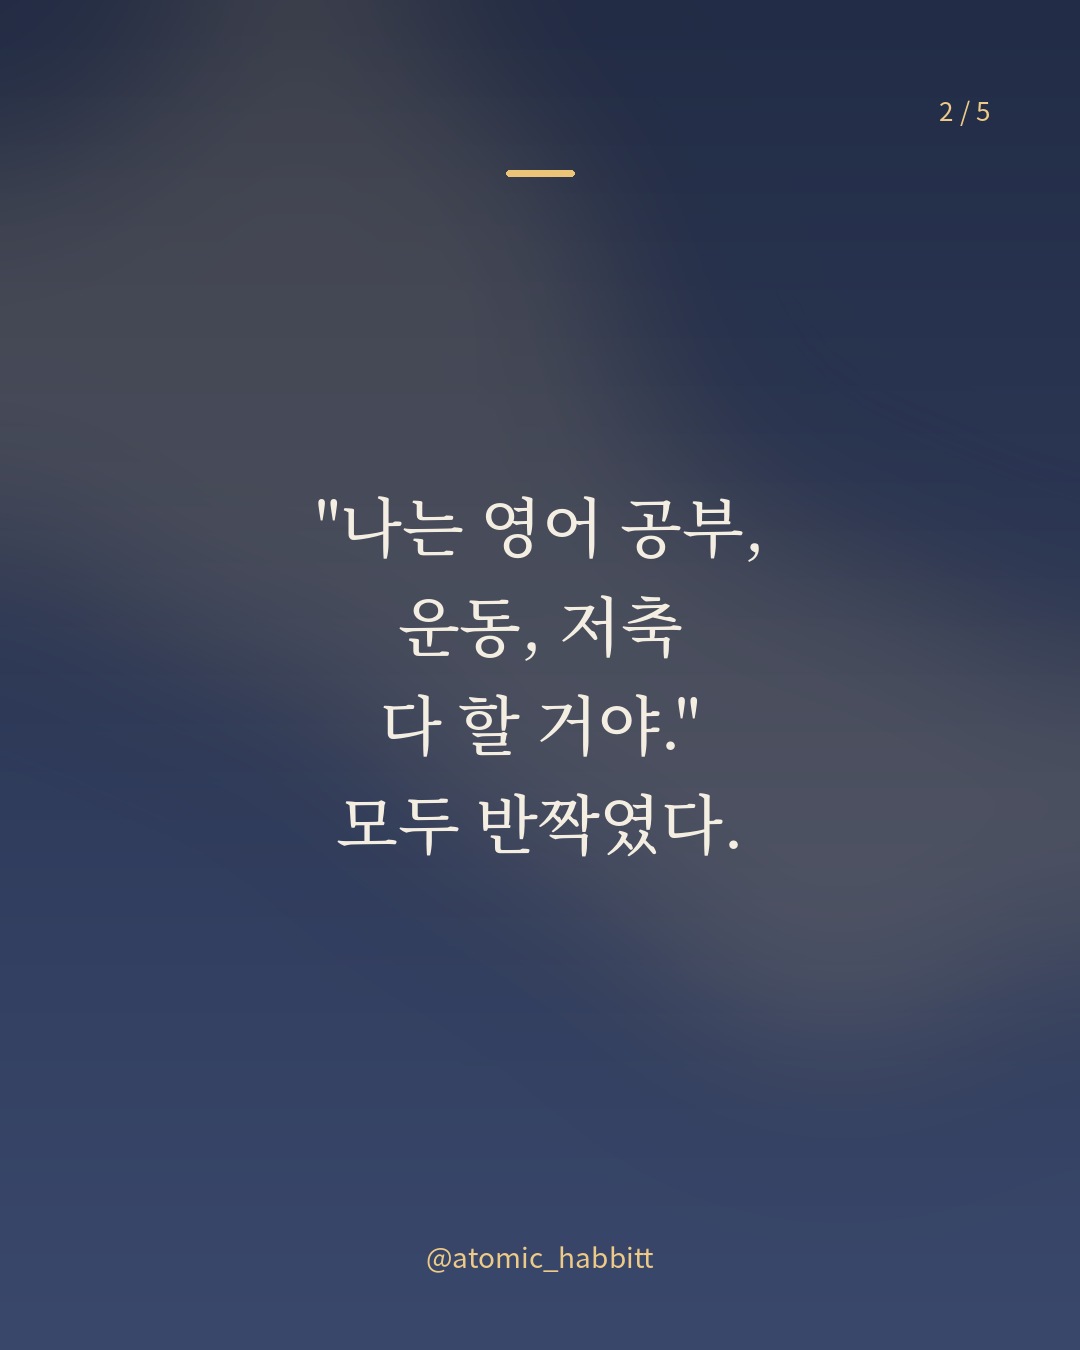 2 / 5
"나는 영어 공부,
운동, 저축
다 할 거야."
모두 반짝였다.
@atomic_habbitt